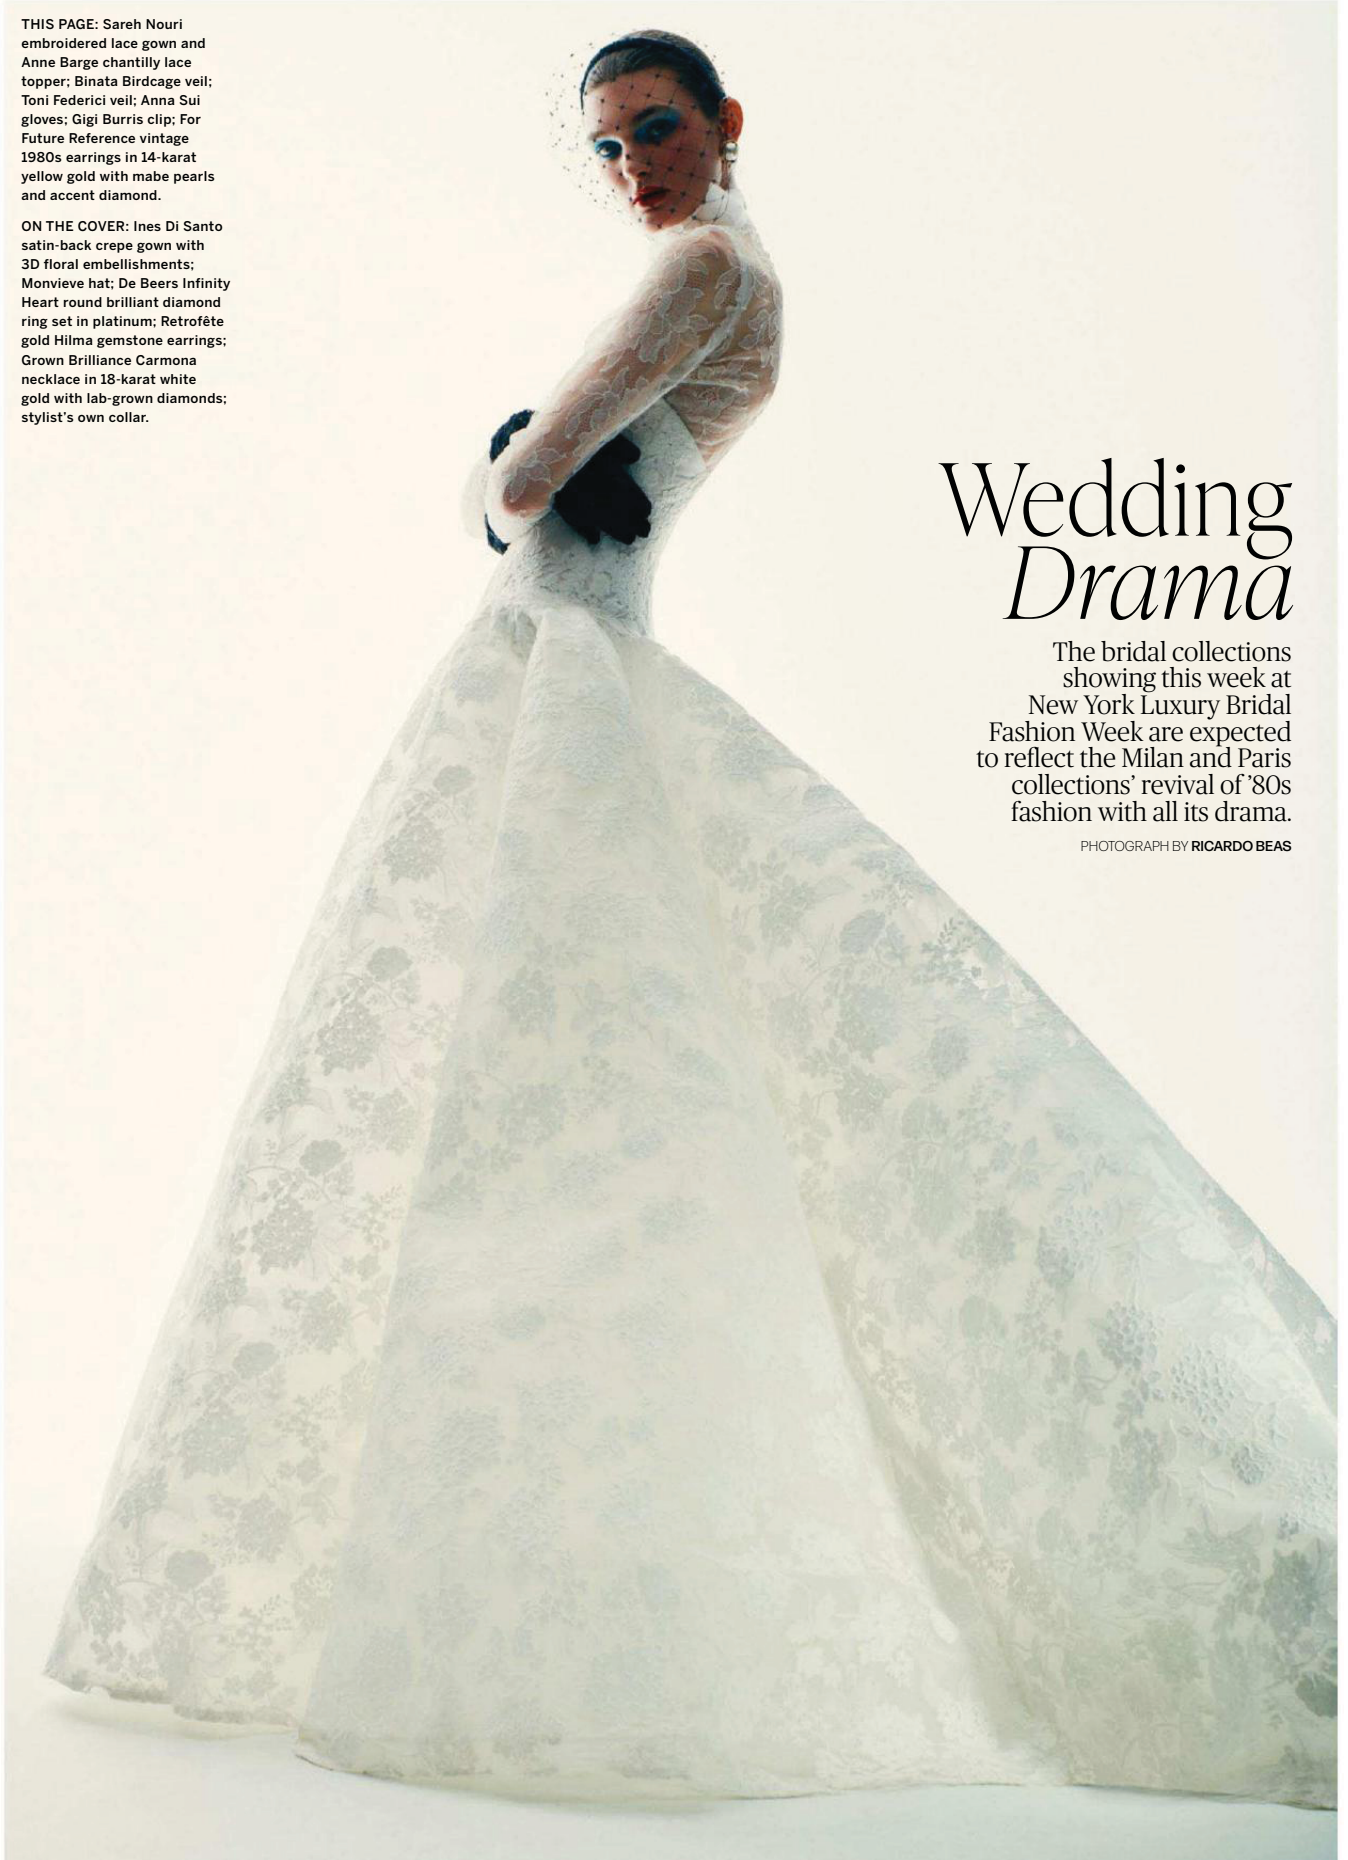 THIS PAGE: Sareh Nouri
embroidered lace gown and
Anne Barge chantilly lace
topper; Binata Birdcage veil;
Toni Federici veil; Anna Sui
gloves; Gigi Burris clip; For
Future Reference vintage
1980s earrings in 14-karat
yellow gold with mabe pearls
and accent diamond.
ON THE COVER: Ines Di Santo
satin-back crepe gown with
3D floral embellishments;
Monvieve hat; De Beers Infinity
Heart round brilliant diamond
ring set in platinum; Retrofête
gold Hilma gemstone earrings;
Grown Brilliance Carmona
necklace in 18-karat white
gold with lab-grown diamonds;
stylist's own collar.
Wedding
Drama
The bridal collections
showing this week at
New York Luxury Bridal
Fashion Week are expected
to reflect the Milan and Paris
collections' revival of '80s
fashion with all its drama.
PHOTOGRAPH BY RICARDO BEAS